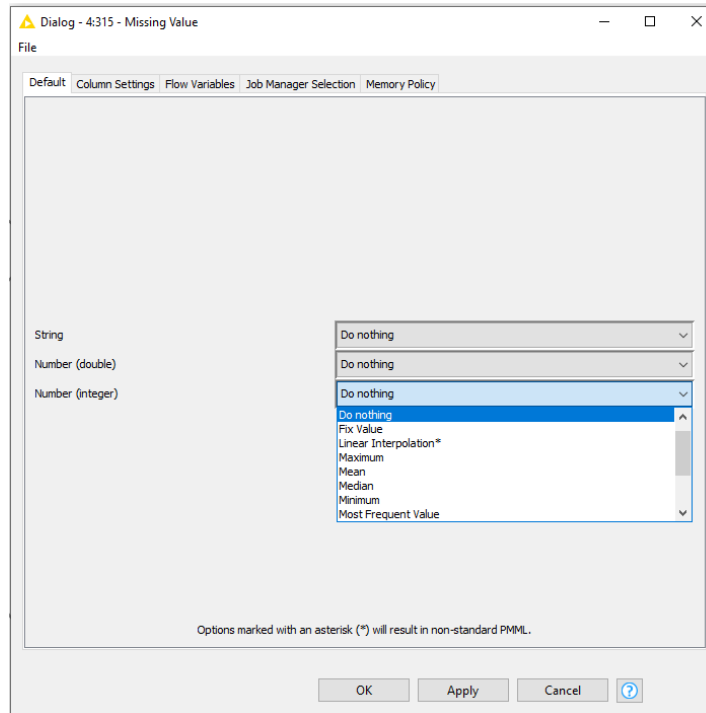 Dialog - 4:315 - Missing Value
File
Default Column Settings Flow Variables Job Manager Selection Memory Policy
String Do nothing
Number (double) Do nothing
Number (integer) Do nothing
Do nothing
Fix Value
Linear Interpolation*
Maximum
Mean
Median
Minimum
Most Frequent Value
Options marked with an asterisk (*) will result in non-standard PMML.
OK Apply Cancel ?